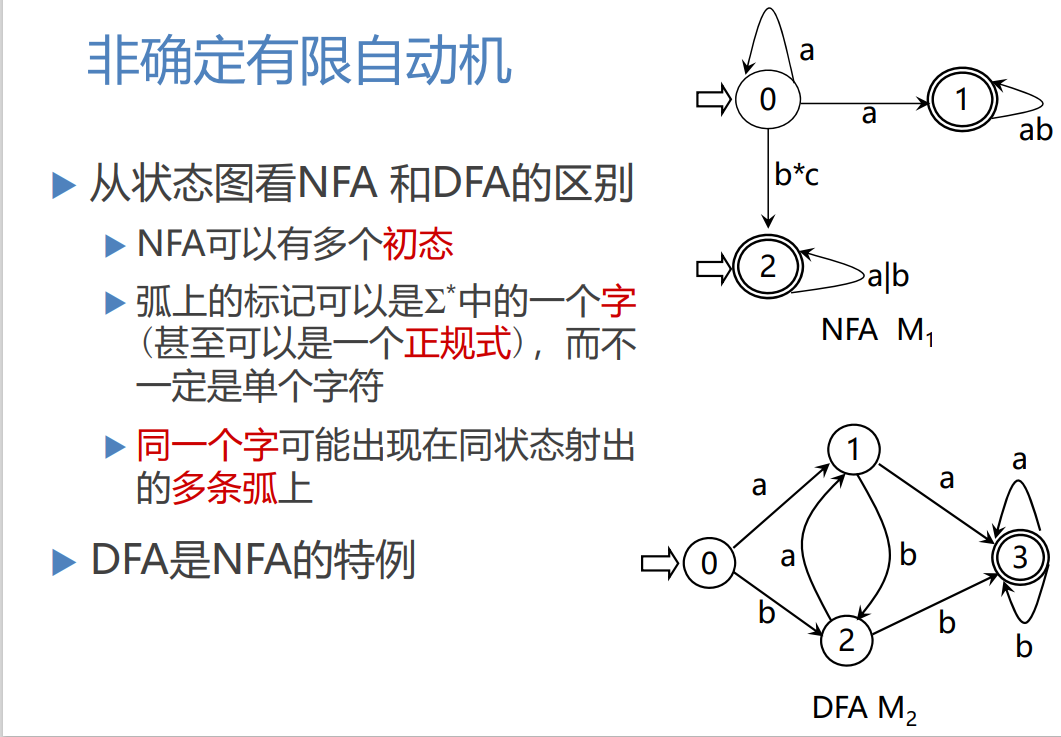 非确定有限自动机
从状态图看NFA 和DFA的区别
NFA可以有多个初态
弧上的标记可以是Σ*中的一个字
(甚至可以是一个正规式)，而不
一定是单个字符
同一个字可能出现在同状态射出
的多条弧上
DFA是NFA的特例
a
0
a
1
ab
b*c
2
a|b
NFA M₁
1
a
a
a
0
a
b
3
b
2
b
b
DFA M₂